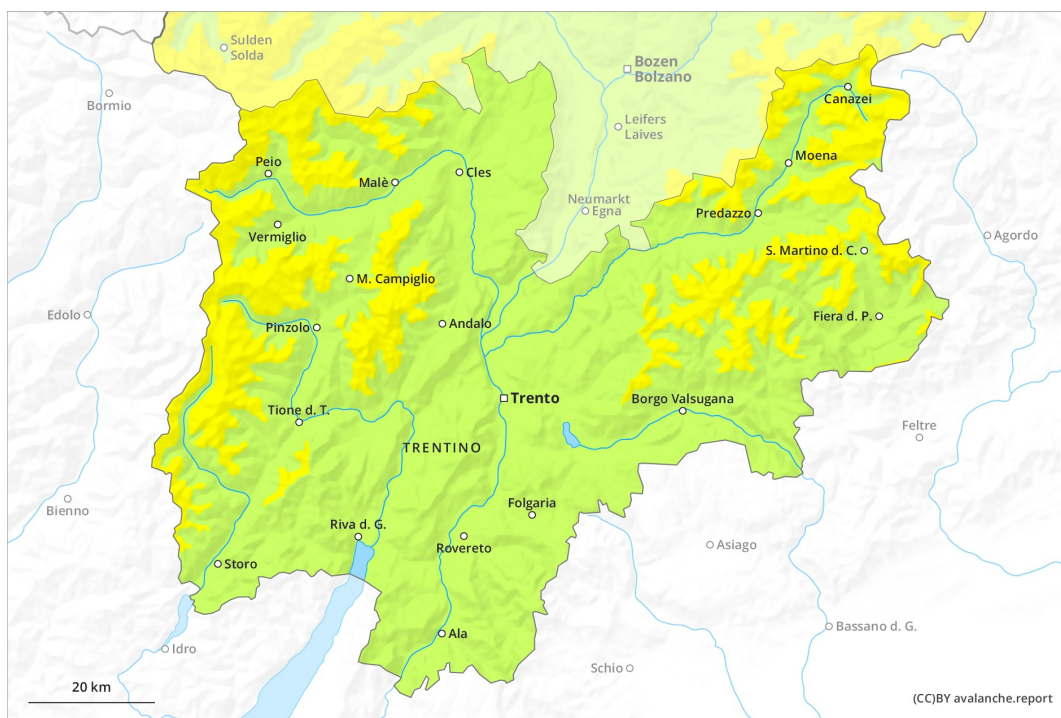 Sulden
Solda
Bozen
Bolzano
Bormio
Canazei
Leifers
Laives
Moena
Peio
Malè
Cles
Neumarkt
Egna
Predazzo
Vermiglio
Agordo
S. Martino d. C.
M. Campiglio
Edolo
Andalo
Fiera d. P.
Pinzolo
Trento
Borgo Valsugana
Tione d. T.
Feltre
TRENTINO
Bienno
Folgaria
Riva d. G.
Rovereto
Asiago
Storo
Bassano d. G.
Ala
Idro
Schio
20 km
(CC)BY avalanche.report